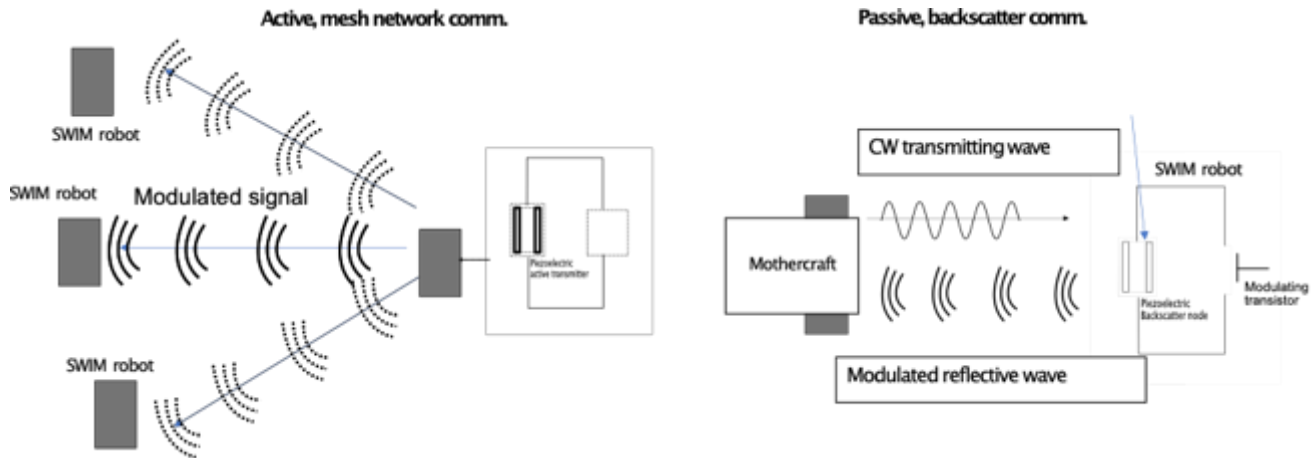 Active, mesh network comm.
SWIM robot
SWIM robot
Modulated signal
SWIM robot
Piezoelectric
active transmitter
Passive, backscatter comm.
CW transmitting wave
SWIM robot
Mothercraft
Piezoelectric
Backscatter node
Modulating
transistor
Modulated reflective wave